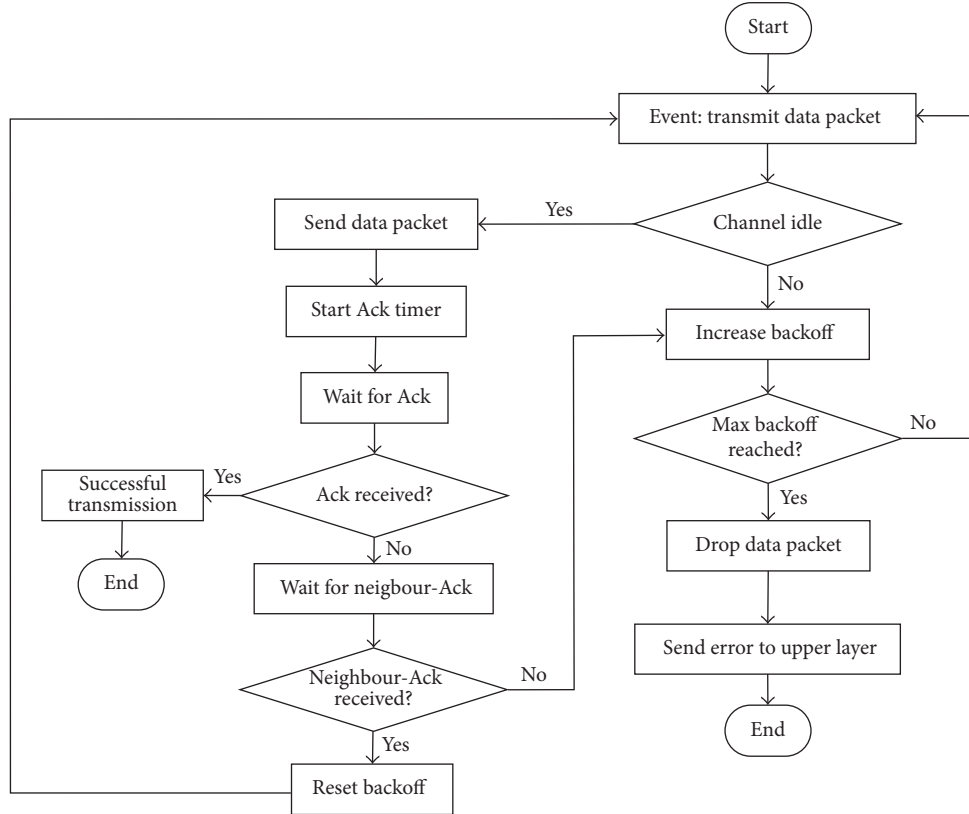 Start
Event: transmit data packet
Channel idle
Yes
No
Send data packet
Start Ack timer
Wait for Ack
Ack received?
Yes
Successful
transmission
End
No
Wait for neigbour-Ack
Neighbour-Ack
received?
No
Yes
Reset backoff
Increase backoff
Max backoff
reached?
No
Yes
Drop data packet
Send error to upper layer
End